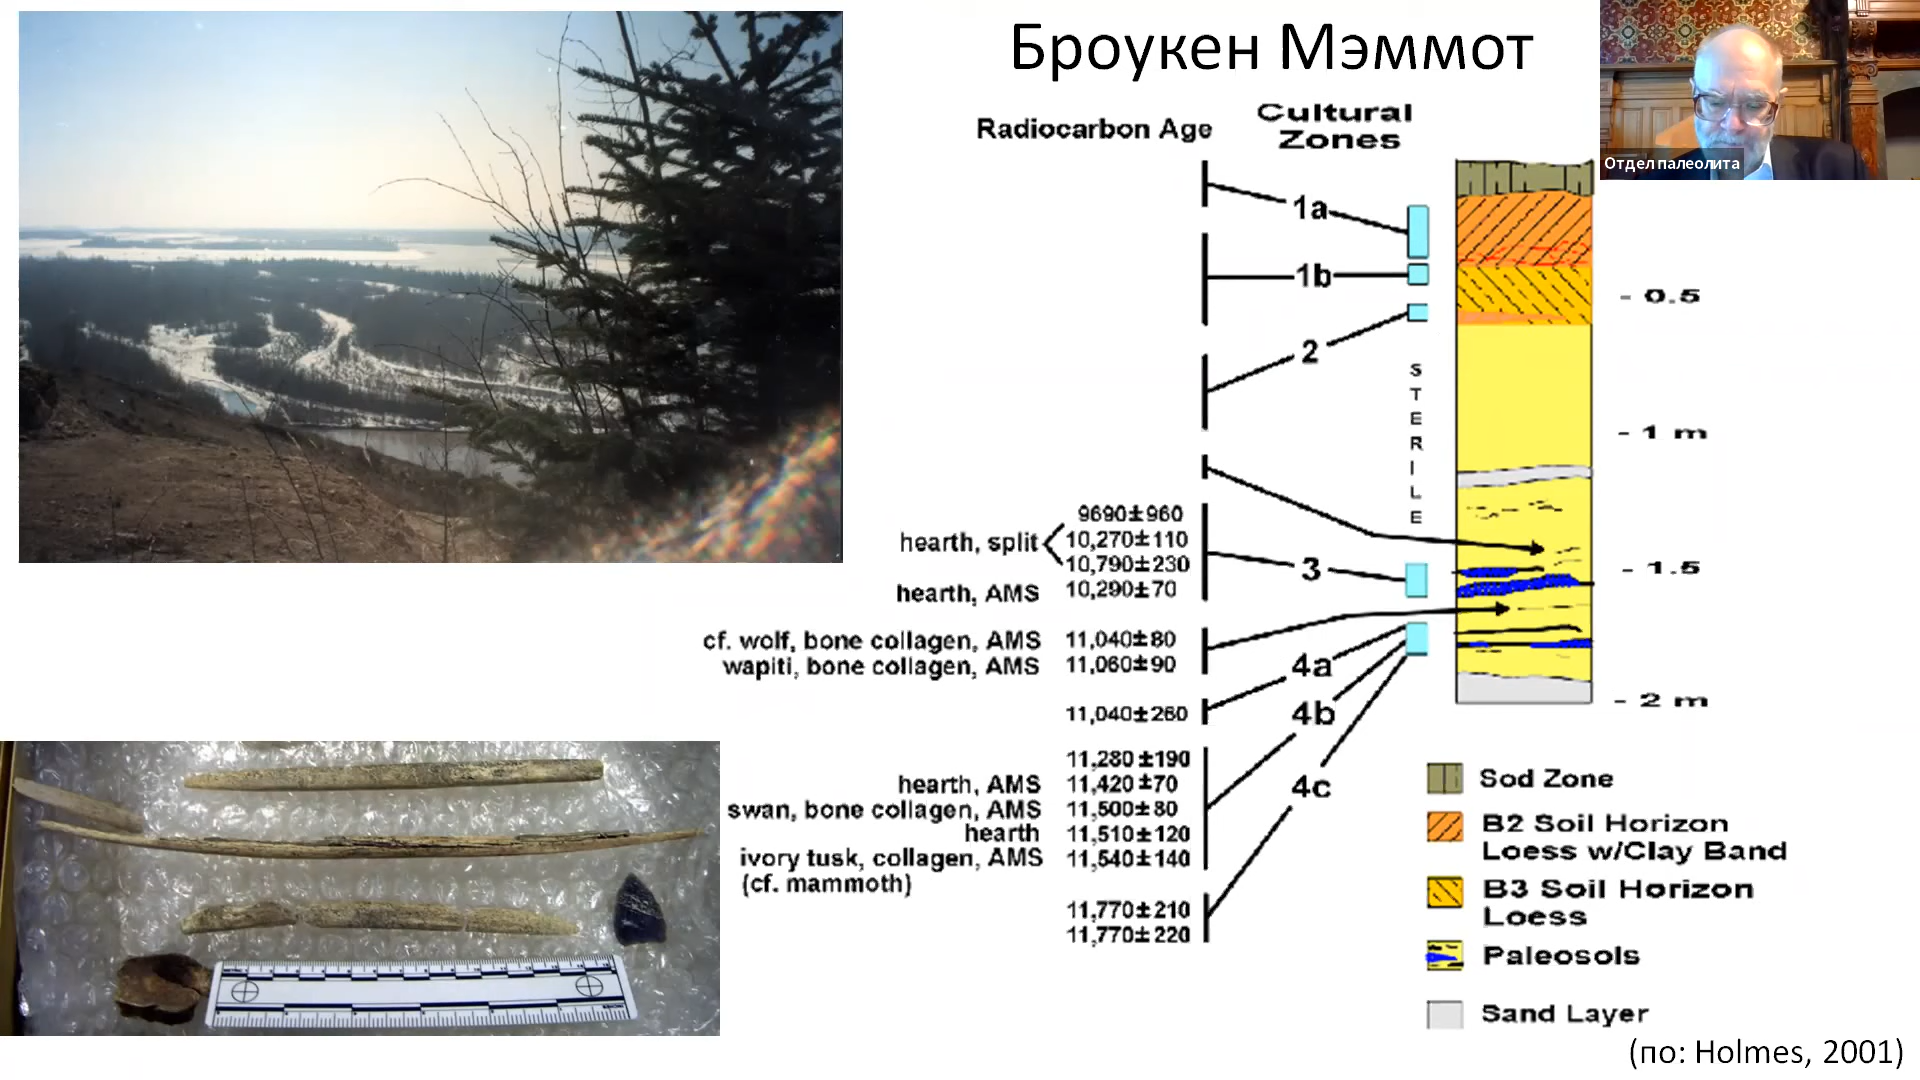 Броукен Мэммот
Отдел палеолита
Radiocarbon Age
Cultural
Zones
1a
1b
2
STERILE
3
4a
4b
4c
- 0.5
- 1 m
- 1.5
- 2 m
9690±960
hearth, split
10,270±110
10,790±230
hearth, AMS 10,290±70
cf. wolf, bone collagen, AMS 11,040±80
wapiti, bone collagen, AMS 11,060±90
11,040±260
11,280±190
hearth, AMS 11,420±70
swan, bone collagen, AMS 11,500±80
hearth 11,510±120
ivory tusk, collagen, AMS 11,540±140
(cf. mammoth)
11,770±210
11,770±220
Sod Zone
B2 Soil Horizon
Loess w/Clay Band
B3 Soil Horizon
Loess
Paleosols
Sand Layer
(по: Holmes, 2001)